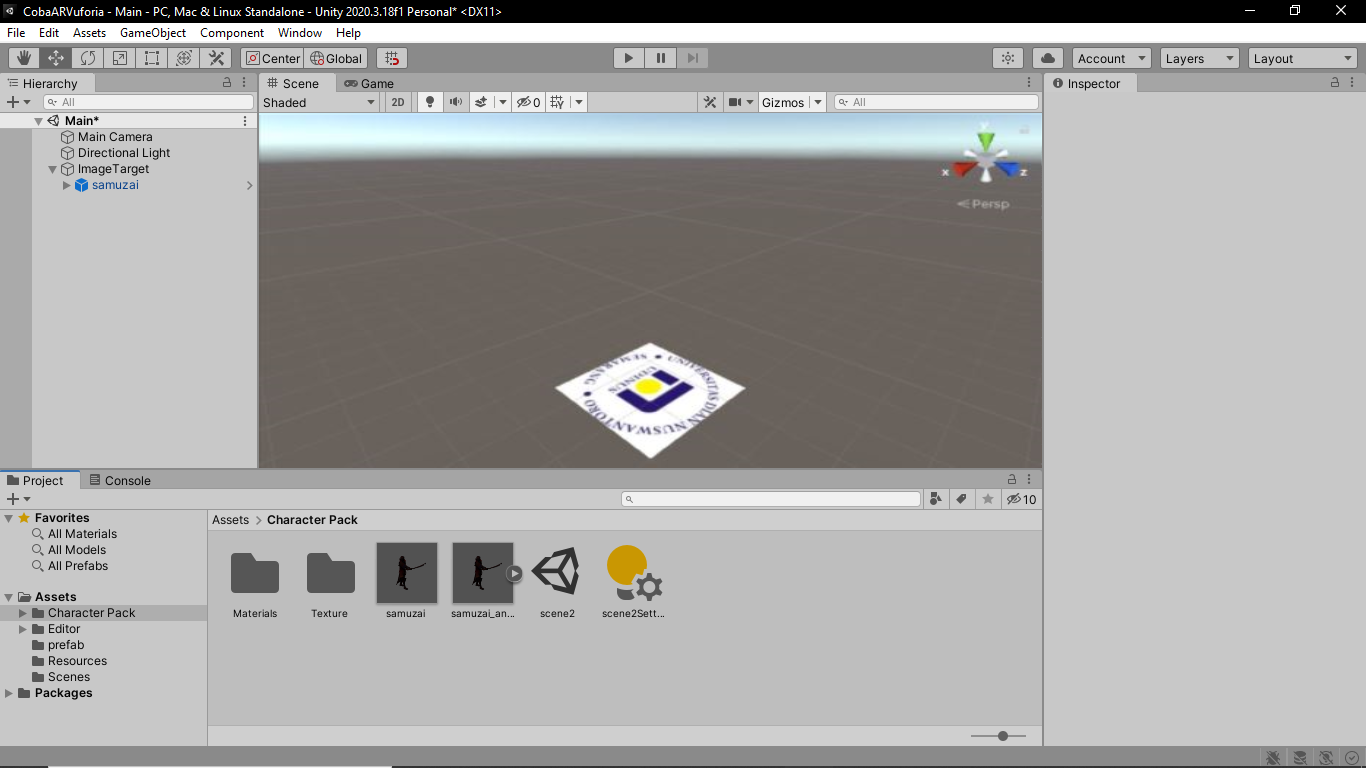 CobaARVuforia - Main - PC, Mac & Linux Standalone - Unity 2020.3.18f1 Personal* <DX11>
File Edit Assets GameObject Component Window Help
Center Global Account Layers Layout
Hierarchy
All
Main*
Main Camera
Directional Light
ImageTarget
samuzai
Scene Game
Shaded 2D 0 Gizmos All
y
x z
Persp
UNIVERSITAS DIAN NUSWANTORO
SEMARANG
UDINUS
Inspector
Project Console
10
Favorites
All Materials
All Models
All Prefabs
Assets
Character Pack
Editor
prefab
Resources
Scenes
Packages
Assets > Character Pack
Materials Texture samuzai samuzai_an... scene2 scene2Sett...